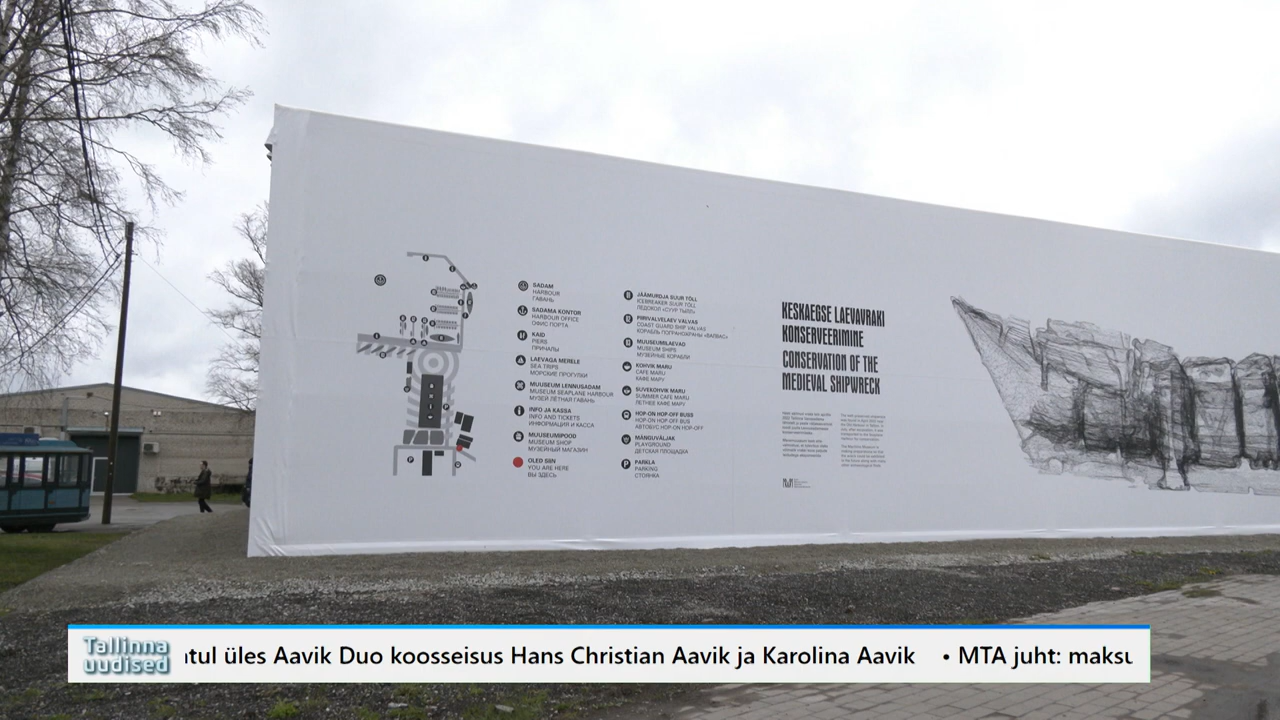 SADAM
HARBOUR
ГАВАНЬ
SADAMA KONTOR
HARBOUR OFFICE
ОФИС ПОРТА
KAID
PIERS
ПРИЧАЛЫ
LAEVAGA MERELE
SEA TRIPS
МОРСКИЕ ПРОГУЛКИ
MUUSEUM LENNUSADAM
MUSEUM SEAPLANE HARBOUR
МУЗЕЙ ЛЁТНАЯ ГАВАНЬ
INFO JA KASSA
INFO AND TICKETS
ИНФОРМАЦИЯ И КАССА
MUUSEUMIPOOD
MUSEUM SHOP
МУЗЕЙНЫЙ МАГАЗИН
OLED SIIN
YOU ARE HERE
ВЫ ЗДЕСЬ
JÄÄMURDJA SUUR TÕLL
ICEBREAKER SUUR TÕLL
ЛЕДОКОЛ «СУУР ТЫЛЛ»
PIIRIVALVELAEV VALVAS
COAST GUARD SHIP VALVAS
КОРАБЛЬ ПОГРАНОХРАНЫ «ВАЛВАС»
MUUSEUMILAEVAD
MUSEUM SHIPS
МУЗЕЙНЫЕ КОРАБЛИ
KOHVIK MARU
CAFE MARU
КАФЕ МАРУ
SUVEKOHVIK MARU
SUMMER CAFE MARU
ЛЕТНЕЕ КАФЕ МАРУ
HOP-ON HOP-OFF BUSS
HOP-ON HOP-OFF BUS
АВТОБУС HOP-ON HOP-OFF
MÄNGUVÄLJAK
PLAYGROUND
ДЕТСКАЯ ПЛОЩАДКА
PARKLA
PARKING
СТОЯНКА
KESKAEGSE LAEVAVRAKI
KONSERVEERIMINE
CONSERVATION OF THE
MEDIEVAL SHIPWRECK
Tallinna
uudised
üles Aavik Duo koosseisus Hans Christian Aavik ja Karolina Aavik • MTA juht: